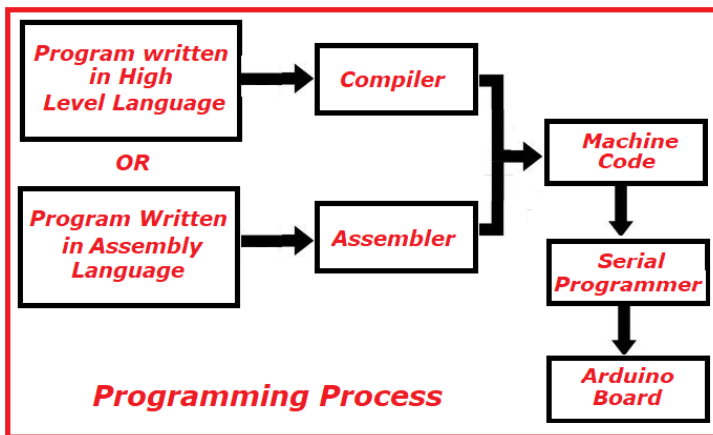 Program written
in High
Level Language
Compiler
OR
Program Written
in Assembly
Language
Assembler
Machine
Code
Serial
Programmer
Arduino
Board
Programming Process